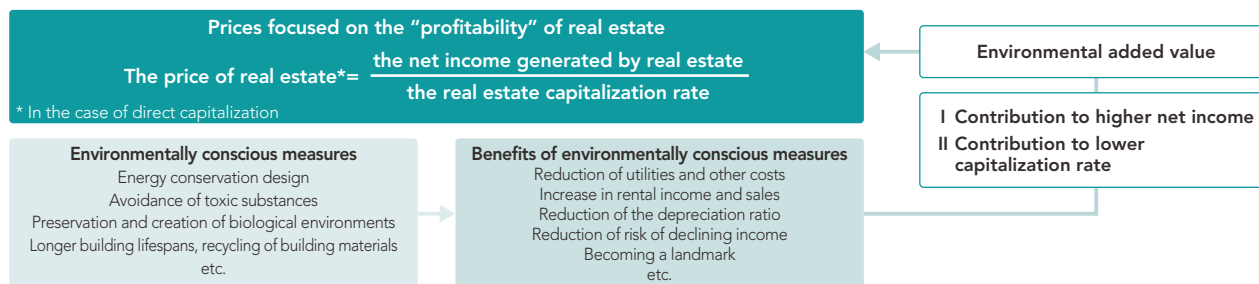 Prices focused on the “profitability” of real estate
The price of real estate*= the net income generated by real estate
the real estate capitalization rate
* In the case of direct capitalization
Environmental added value
I Contribution to higher net income
II Contribution to lower
capitalization rate
Environmentally conscious measures
Energy conservation design
Avoidance of toxic substances
Preservation and creation of biological environments
Longer building lifespans, recycling of building materials
etc.
Benefits of environmentally conscious measures
Reduction of utilities and other costs
Increase in rental income and sales
Reduction of the depreciation ratio
Reduction of risk of declining income
Becoming a landmark
etc.